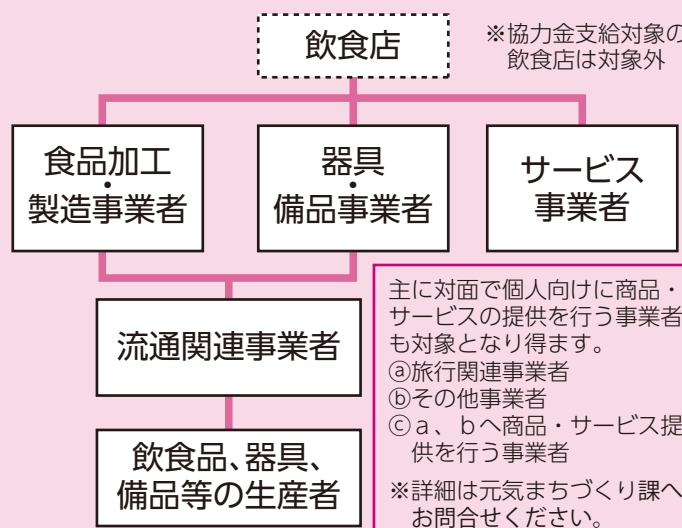 飲食店
※協力金支給対象の
飲食店は対象外
食品加工
・
製造事業者
器具
・
備品事業者
サービス
事業者
流通関連事業者
飲食品、器具、
備品等の生産者
主に対面で個人向けに商品・
サービスの提供を行う事業者
も対象となり得ます。
ⓐ旅行関連事業者
ⓑその他事業者
ⓒa、bへ商品・サービス提
供を行う事業者
※詳細は元気まちづくり課へ
お問合せください。